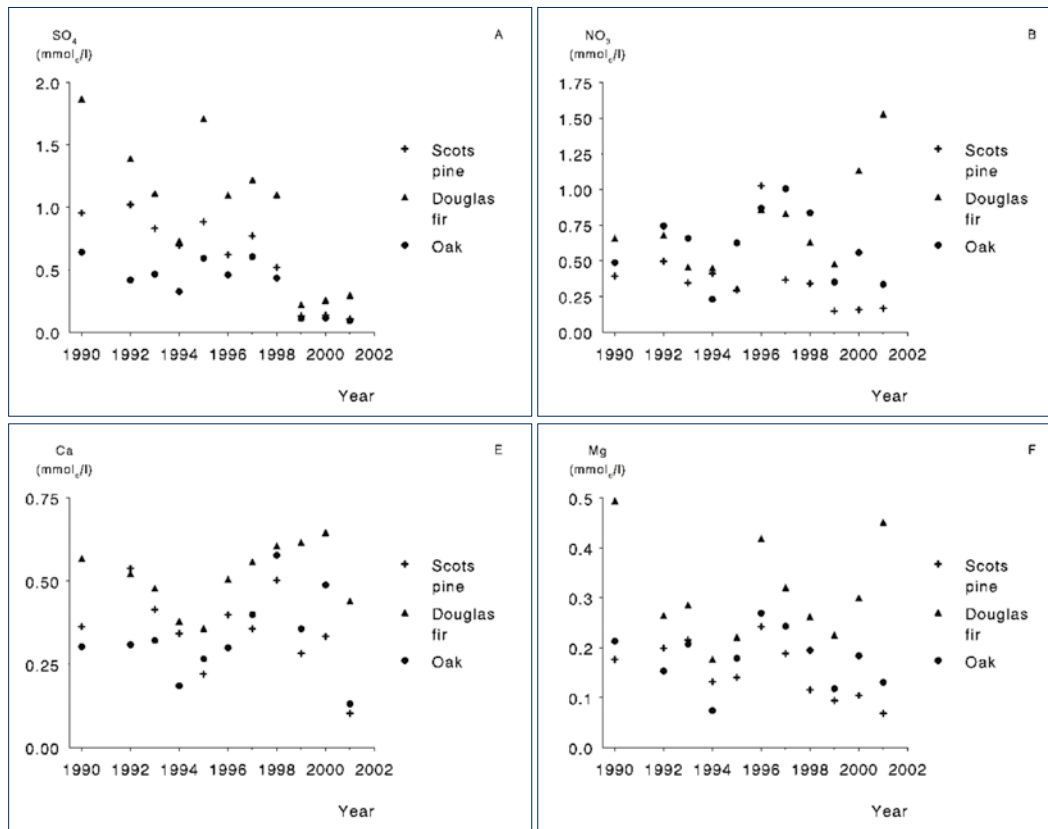 SO₄ A
(mmol꜀/l)
2.0
1.5
1.0
0.5
0.0
1990 1992 1994 1996 1998 2000 2002
Year
Scots
pine
Douglas
fir
Oak
NO₃ B
(mmol꜀/l)
1.75
1.50
1.25
1.00
0.75
0.50
0.25
0.00
1990 1992 1994 1996 1998 2000 2002
Year
Scots
pine
Douglas
fir
Oak
Ca E
(mmol꜀/l)
0.75
0.50
0.25
0.00
1990 1992 1994 1996 1998 2000 2002
Year
Scots
pine
Douglas
fir
Oak
Mg F
(mmol꜀/l)
0.5
0.4
0.3
0.2
0.1
0.0
1990 1992 1994 1996 1998 2000 2002
Year
Scots
pine
Douglas
fir
Oak